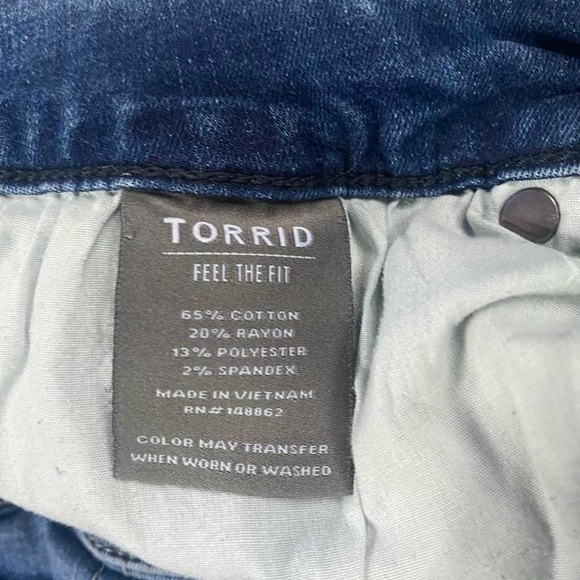 TORRID
FEEL THE FIT
65% COTTON
20% RAYON
13% POLYESTER
2% SPANDEX
MADE IN VIETNAM
RN# 148862
COLOR MAY TRANSFER
WHEN WORN OR WASHED